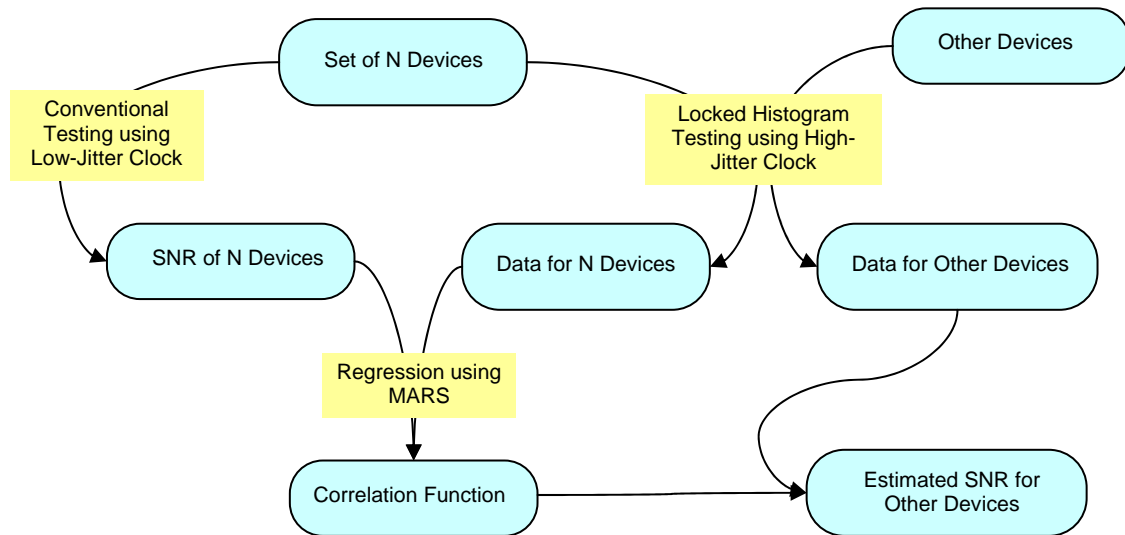 Set of N Devices
Other Devices
Conventional
Testing using
Low-Jitter Clock
Locked Histogram
Testing using High-
Jitter Clock
SNR of N Devices
Data for N Devices
Data for Other Devices
Regression using
MARS
Correlation Function
Estimated SNR for
Other Devices